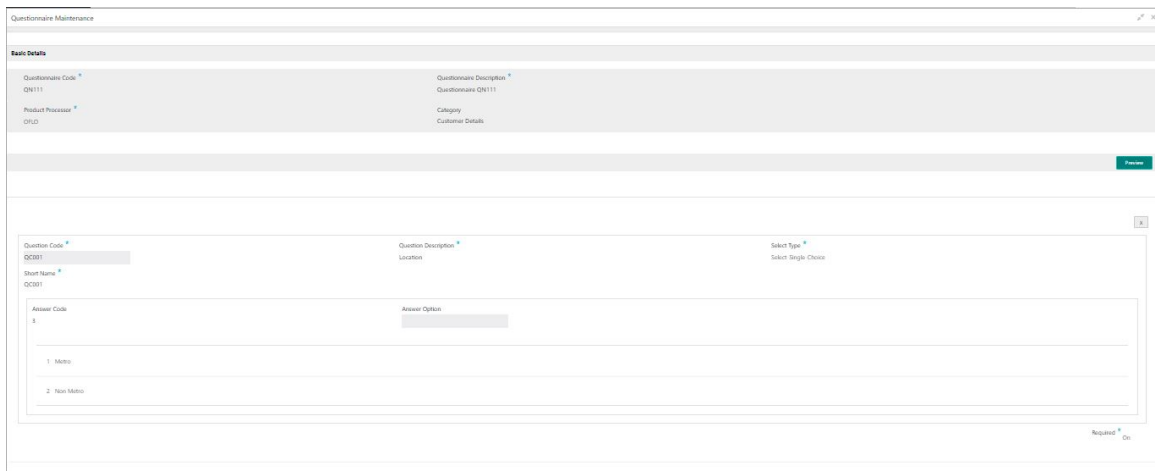 Questionnaire Maintenance
Basic Details
Questionnaire Code * Questionnaire Description *
QN111 Questionnaire QN111
Product Processor * Category
OFLO Customer Details
Preview
x
Question Code * Question Description * Select Type *
QC001 Location Select Single Choice
Short Name *
QC001
Answer Code Answer Option
3
1 Metro
2 Non Metro
Required *
On